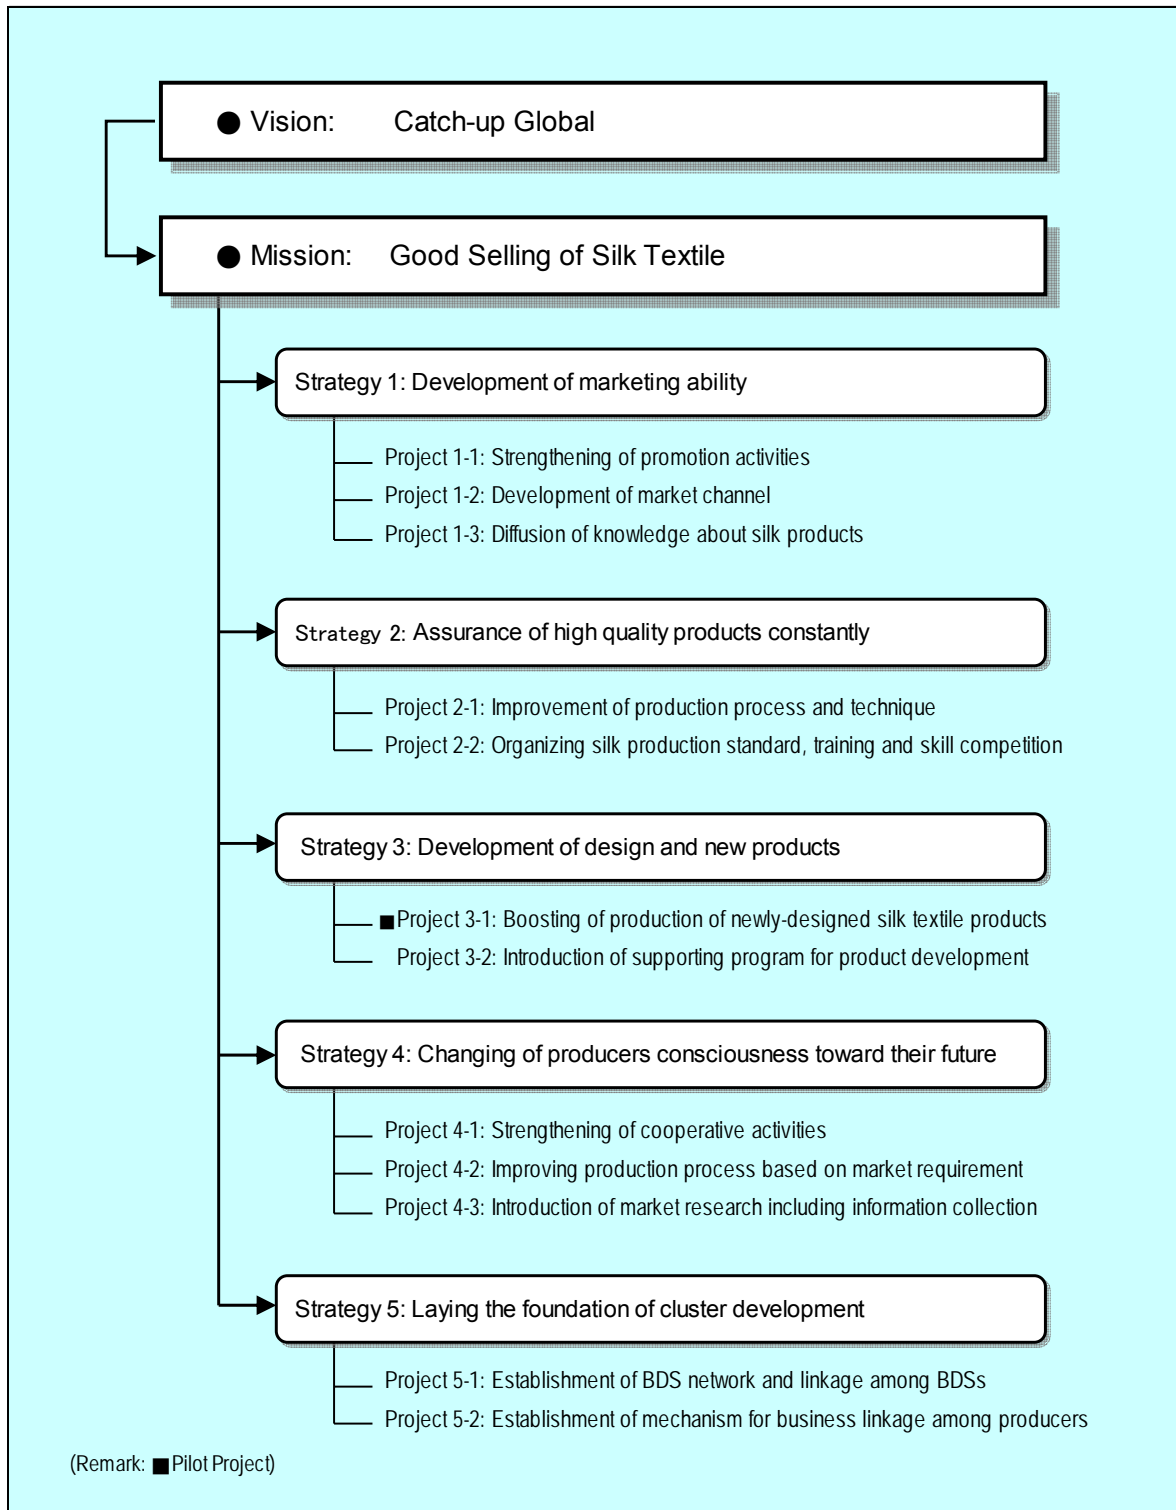 ● Vision: Catch-up Global
● Mission: Good Selling of Silk Textile
Strategy 1: Development of marketing ability
Project 1-1: Strengthening of promotion activities
Project 1-2: Development of market channel
Project 1-3: Diffusion of knowledge about silk products
Strategy 2: Assurance of high quality products constantly
Project 2-1: Improvement of production process and technique
Project 2-2: Organizing silk production standard, training and skill competition
Strategy 3: Development of design and new products
■Project 3-1: Boosting of production of newly-designed silk textile products
Project 3-2: Introduction of supporting program for product development
Strategy 4: Changing of producers consciousness toward their future
Project 4-1: Strengthening of cooperative activities
Project 4-2: Improving production process based on market requirement
Project 4-3: Introduction of market research including information collection
Strategy 5: Laying the foundation of cluster development
Project 5-1: Establishment of BDS network and linkage among BDSs
Project 5-2: Establishment of mechanism for business linkage among producers
(Remark: ■Pilot Project)